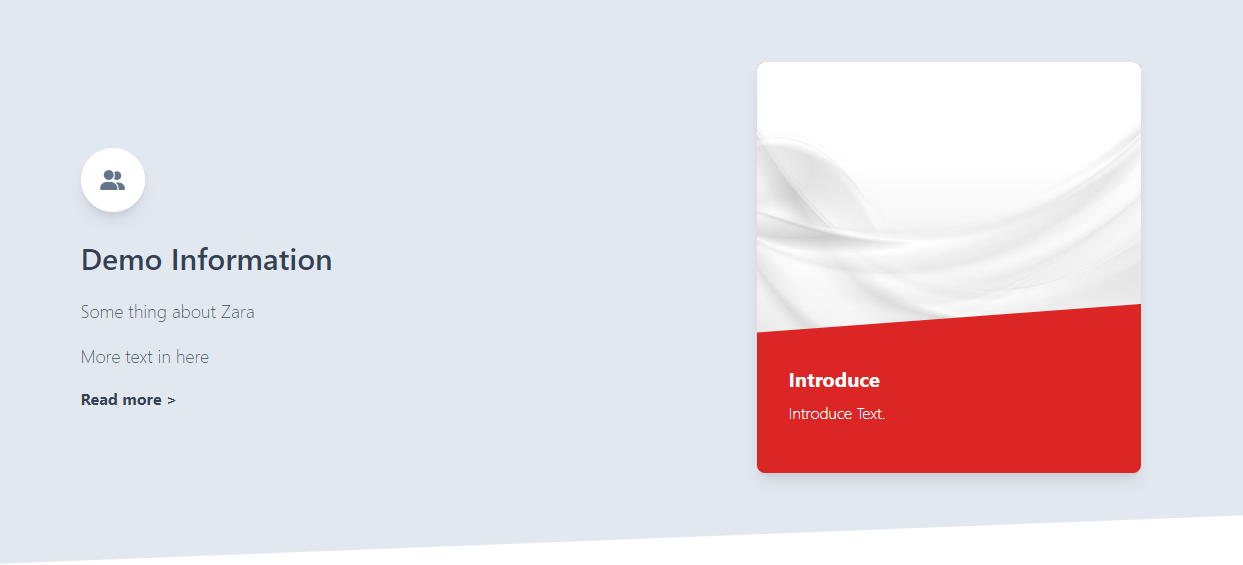 Demo Information
Some thing about Zara
More text in here
Read more >
Introduce
Introduce Text.